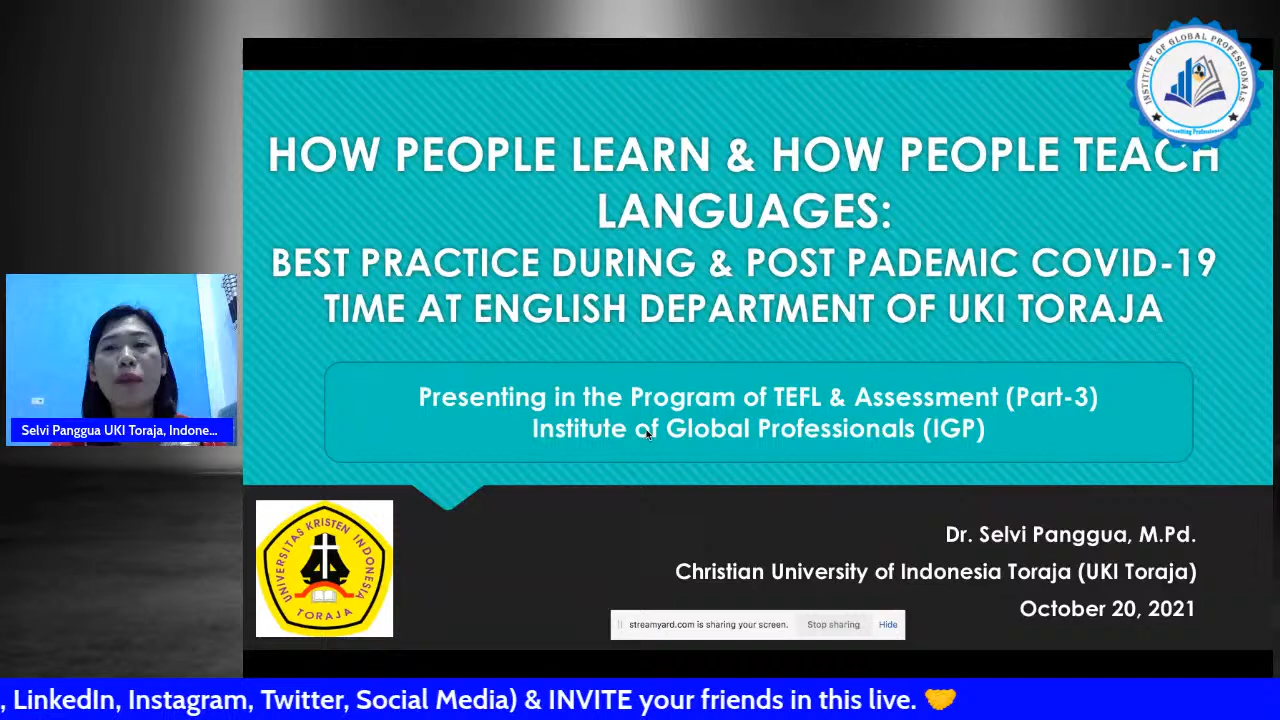 INSTITUTE OF GLOBAL PROFESSIONALS
Consulting Professionals
HOW PEOPLE LEARN & HOW PEOPLE TEACH
LANGUAGES:
BEST PRACTICE DURING & POST PADEMIC COVID-19
TIME AT ENGLISH DEPARTMENT OF UKI TORAJA
Presenting in the Program of TEFL & Assessment (Part-3)
Institute of Global Professionals (IGP)
Selvi Panggua UKI Toraja, Indone...
UNIVERSITAS KRISTEN INDONESIA
TORAJA
Dr. Selvi Panggua, M.Pd.
Christian University of Indonesia Toraja (UKI Toraja)
October 20, 2021
streamyard.com is sharing your screen. Stop sharing Hide
, LinkedIn, Instagram, Twitter, Social Media) & INVITE your friends in this live. 🤝